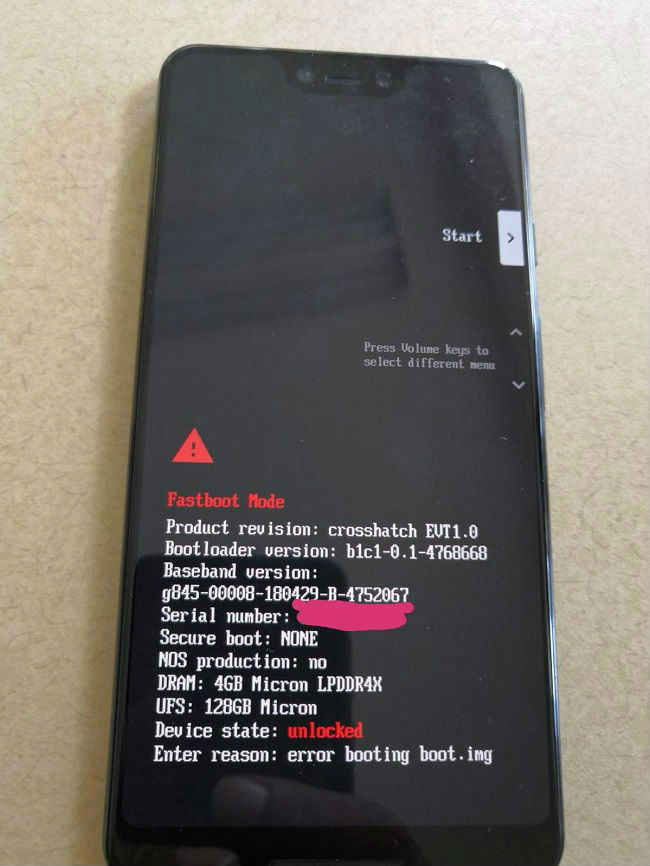 Start
Press Volume keys to
select different menu
Fastboot Mode
Product revision: crosshatch EVT1.0
Bootloader version: b1c1-0.1-4768668
Baseband version:
g845-00008-180429-B-4752067
Serial number:
Secure boot: NONE
NOS production: no
DRAM: 4GB Micron LPDDR4X
UFS: 128GB Micron
Device state: unlocked
Enter reason: error booting boot.img